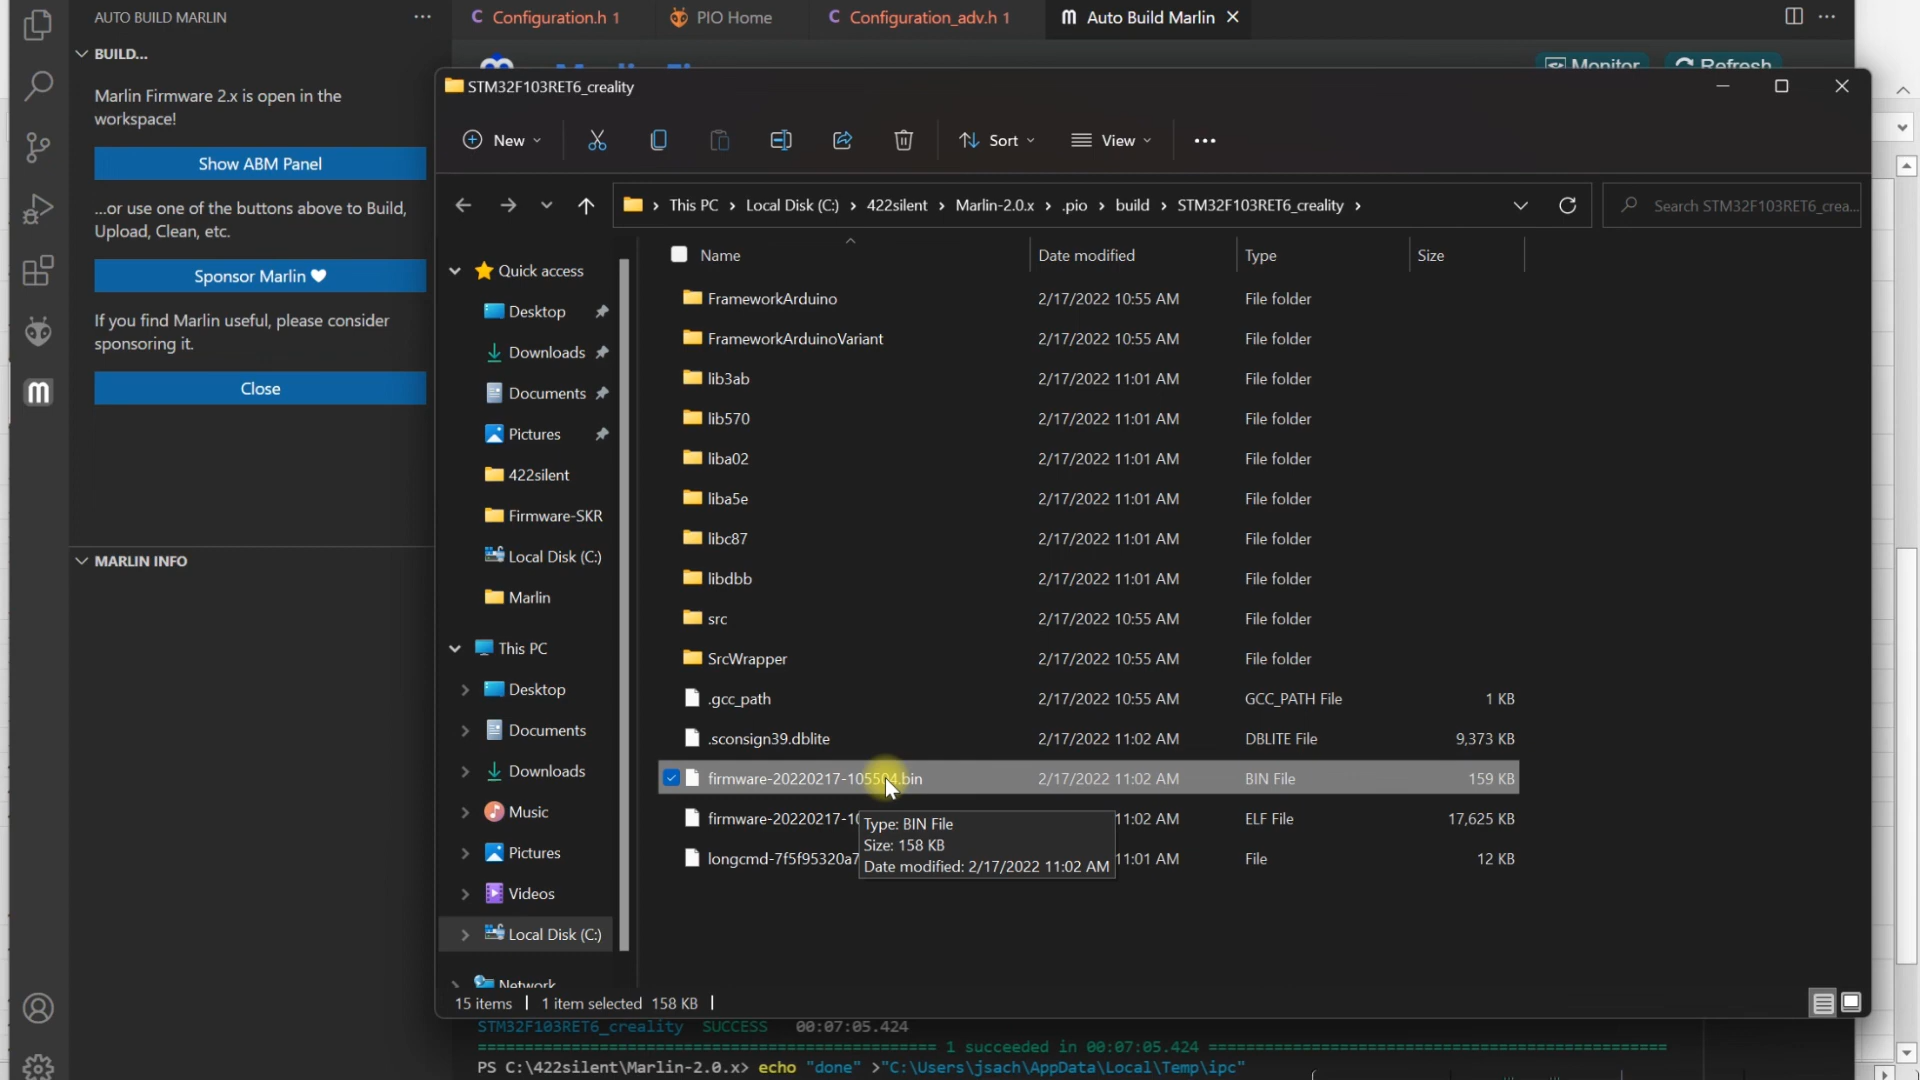 AUTO BUILD MARLIN
Configuration.h 1
PIO Home
Configuration_adv.h 1
Auto Build Marlin
BUILD...
Marlin Firmware 2.x is open in the
workspace!
Show ABM Panel
...or use one of the buttons above to Build,
Upload, Clean, etc.
Sponsor Marlin
If you find Marlin useful, please consider
sponsoring it.
Close
MARLIN INFO
Monitor
Refresh
STM32F103RET6_creality
New
Sort
View
This PC > Local Disk (C:) > 422silent > Marlin-2.0.x > .pio > build > STM32F103RET6_creality >
Search STM32F103RET6_crea...
Quick access
Desktop
Downloads
Documents
Pictures
422silent
Firmware-SKR
Local Disk (C:)
Marlin
This PC
Desktop
Documents
Downloads
Music
Pictures
Videos
Local Disk (C:)
Network
Name Date modified Type Size
FrameworkArduino 2/17/2022 10:55 AM File folder
FrameworkArduinoVariant 2/17/2022 10:55 AM File folder
lib3ab 2/17/2022 11:01 AM File folder
lib570 2/17/2022 11:01 AM File folder
liba02 2/17/2022 11:01 AM File folder
liba5e 2/17/2022 11:01 AM File folder
libc87 2/17/2022 11:01 AM File folder
libdbb 2/17/2022 11:01 AM File folder
src 2/17/2022 10:55 AM File folder
SrcWrapper 2/17/2022 10:55 AM File folder
.gcc_path 2/17/2022 10:55 AM GCC_PATH File 1 KB
.sconsign39.dblite 2/17/2022 11:02 AM DBLITE File 9,373 KB
firmware-20220217-105504.bin 2/17/2022 11:02 AM BIN File 159 KB
firmware-20220217-10 11:02 AM ELF File 17,625 KB
longcmd-7f5f95320a7 11:01 AM File 12 KB
Type: BIN File
Size: 158 KB
Date modified: 2/17/2022 11:02 AM
15 items 1 item selected 158 KB
STM32F103RET6_creality SUCCESS 00:07:05.424
============ 1 succeeded in 00:07:05.424 ============
PS C:\422silent\Marlin-2.0.x> echo "done" >"C:\Users\jsach\AppData\Local\Temp\ipc"